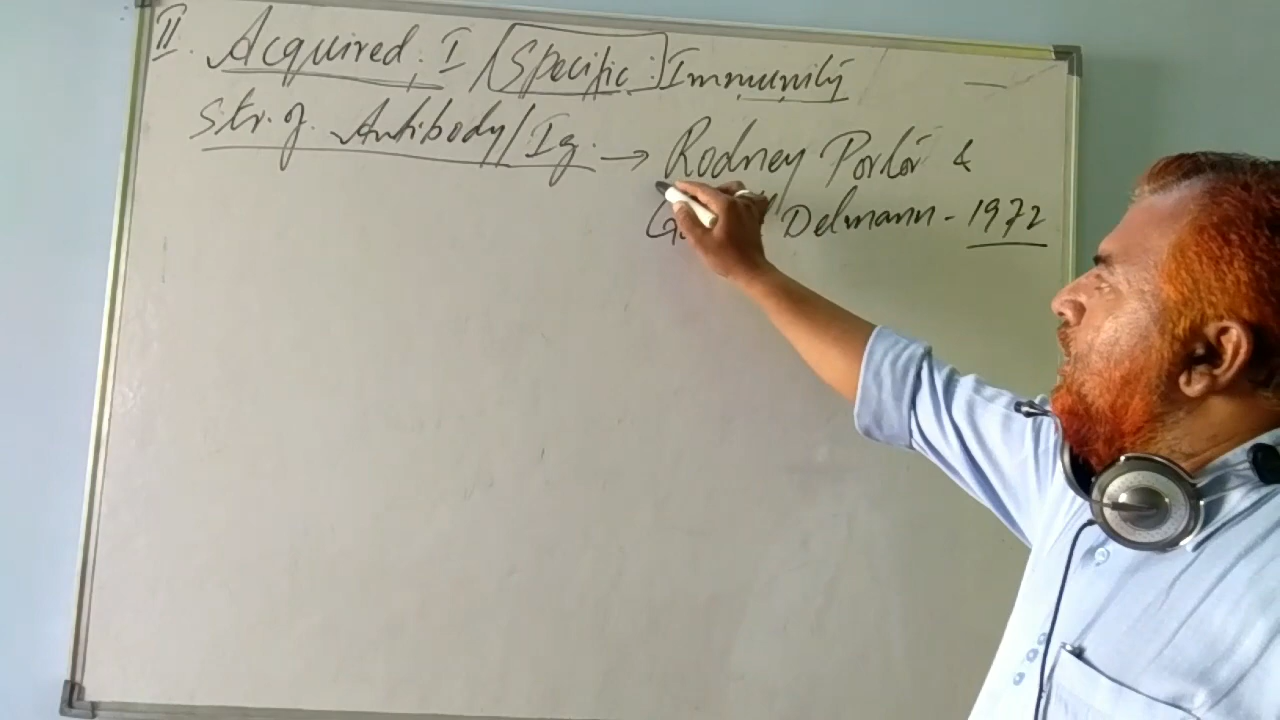 II. Acquired. I / Specific : Immunity
Str. of. Antibody / Ig. → Rodney Porter &
Delmann - 1972